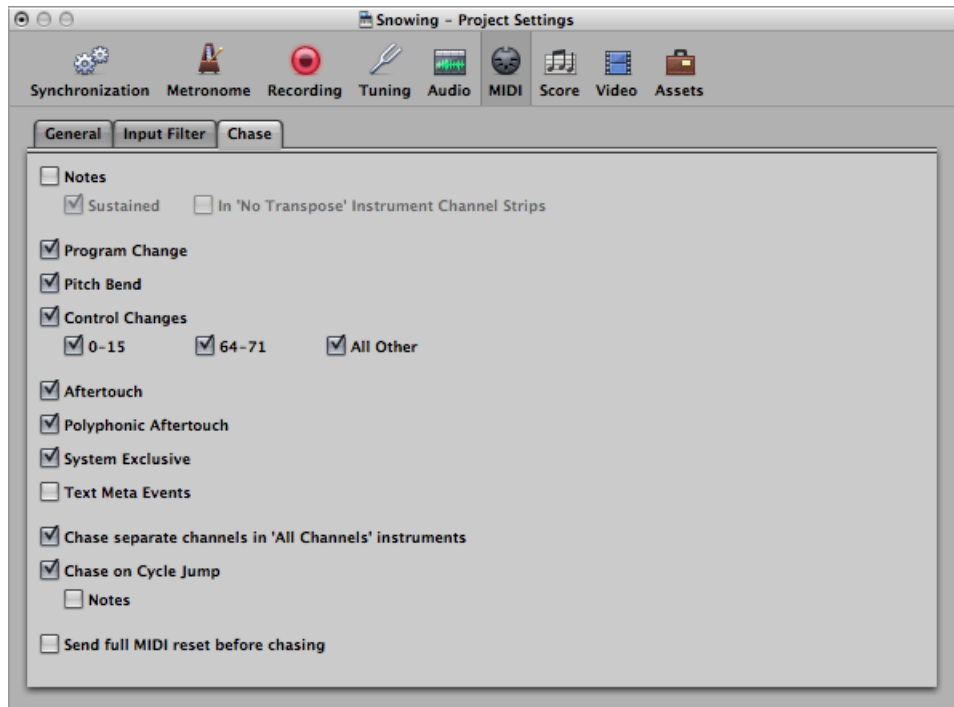 Snowing – Project Settings
Synchronization Metronome Recording Tuning Audio MIDI Score Video Assets
General Input Filter Chase
Notes
Sustained In 'No Transpose' Instrument Channel Strips
Program Change
Pitch Bend
Control Changes
0–15 64–71 All Other
Aftertouch
Polyphonic Aftertouch
System Exclusive
Text Meta Events
Chase separate channels in 'All Channels' instruments
Chase on Cycle Jump
Notes
Send full MIDI reset before chasing